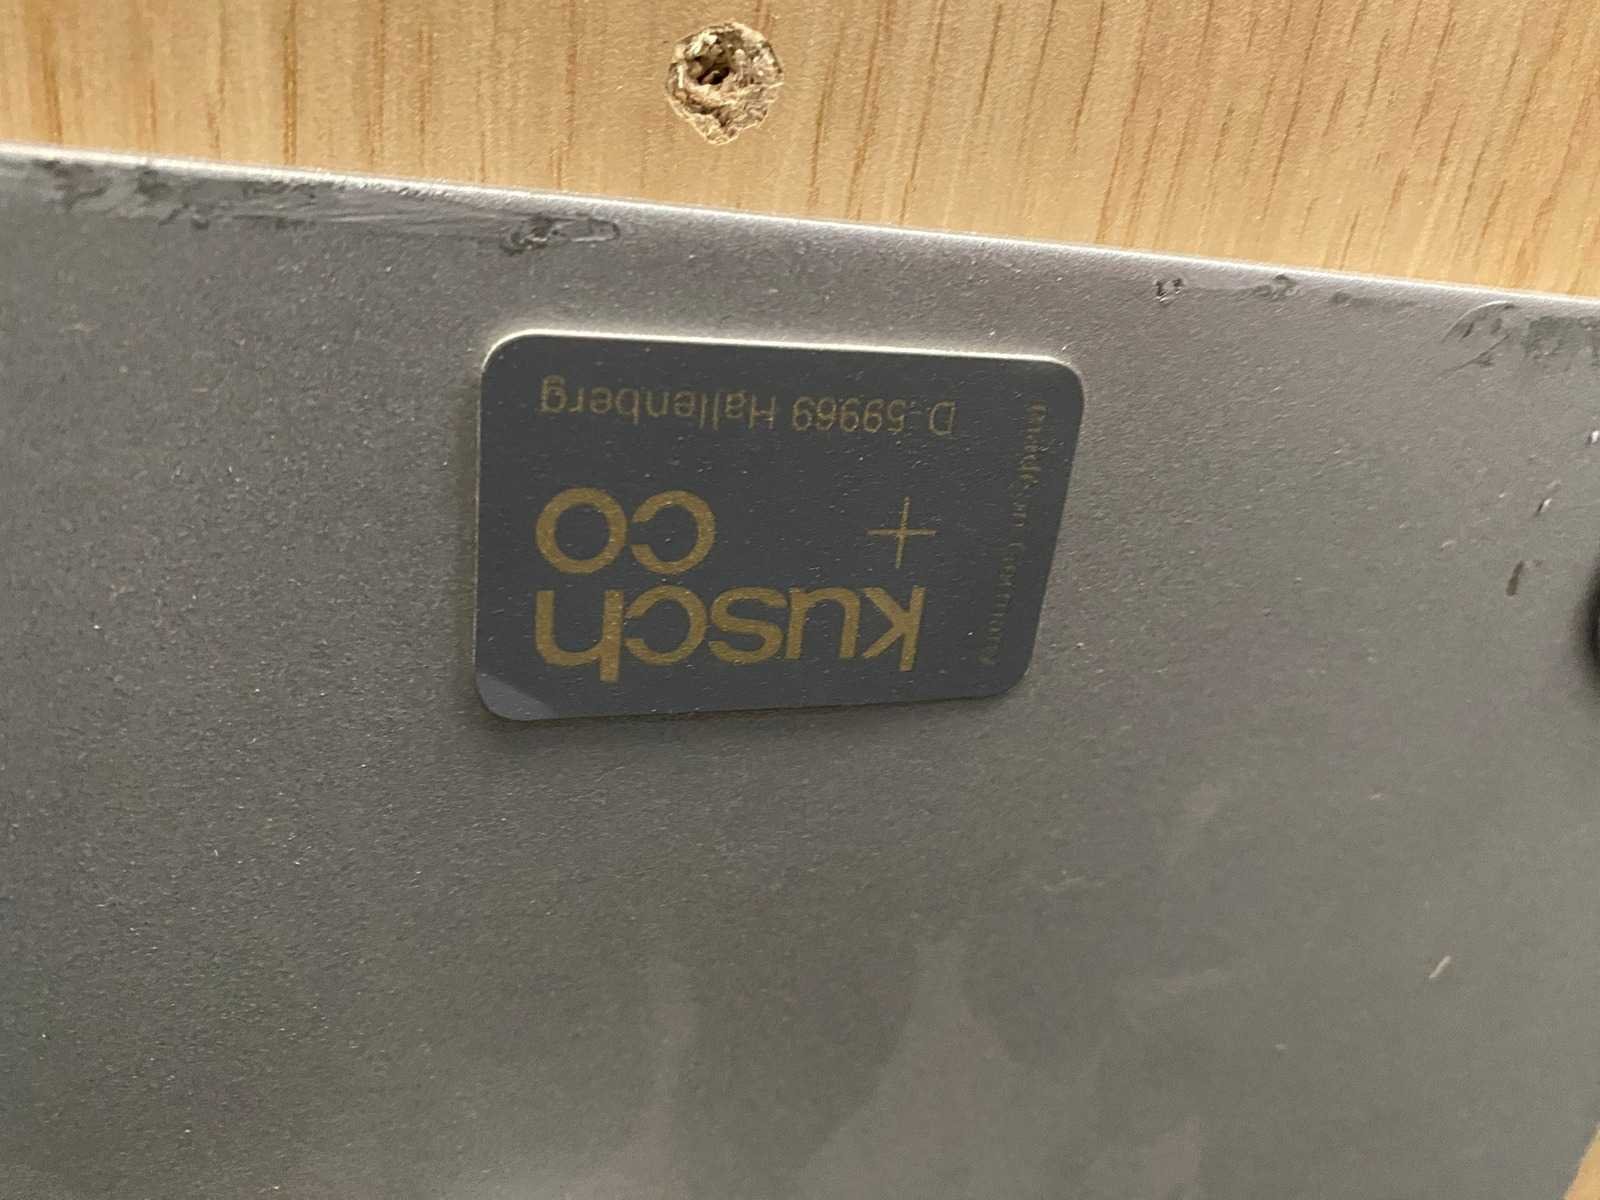 kusch
+ co
D-59969 Hallenberg
made in Germany